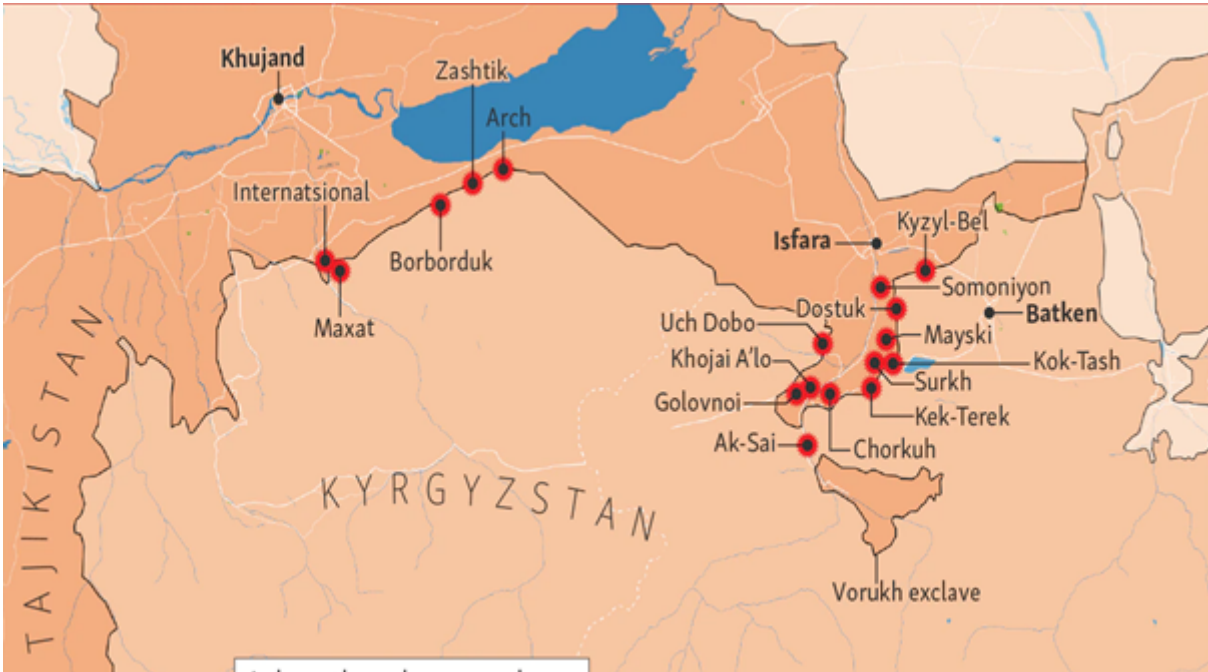 Khujand
Zashtik
Arch
Internatsional
Kyzyl-Bel
Isfara
Borborduk
Somoniyon
Dostuk
Batken
Maxat
Uch Dobo
Mayski
Khojai A'lo
Kok-Tash
Surkh
Golovnoi
Kek-Terek
Ak-Sai
Chorkuh
KYRGYZSTAN
TAJIKISTAN
Vorukh exclave